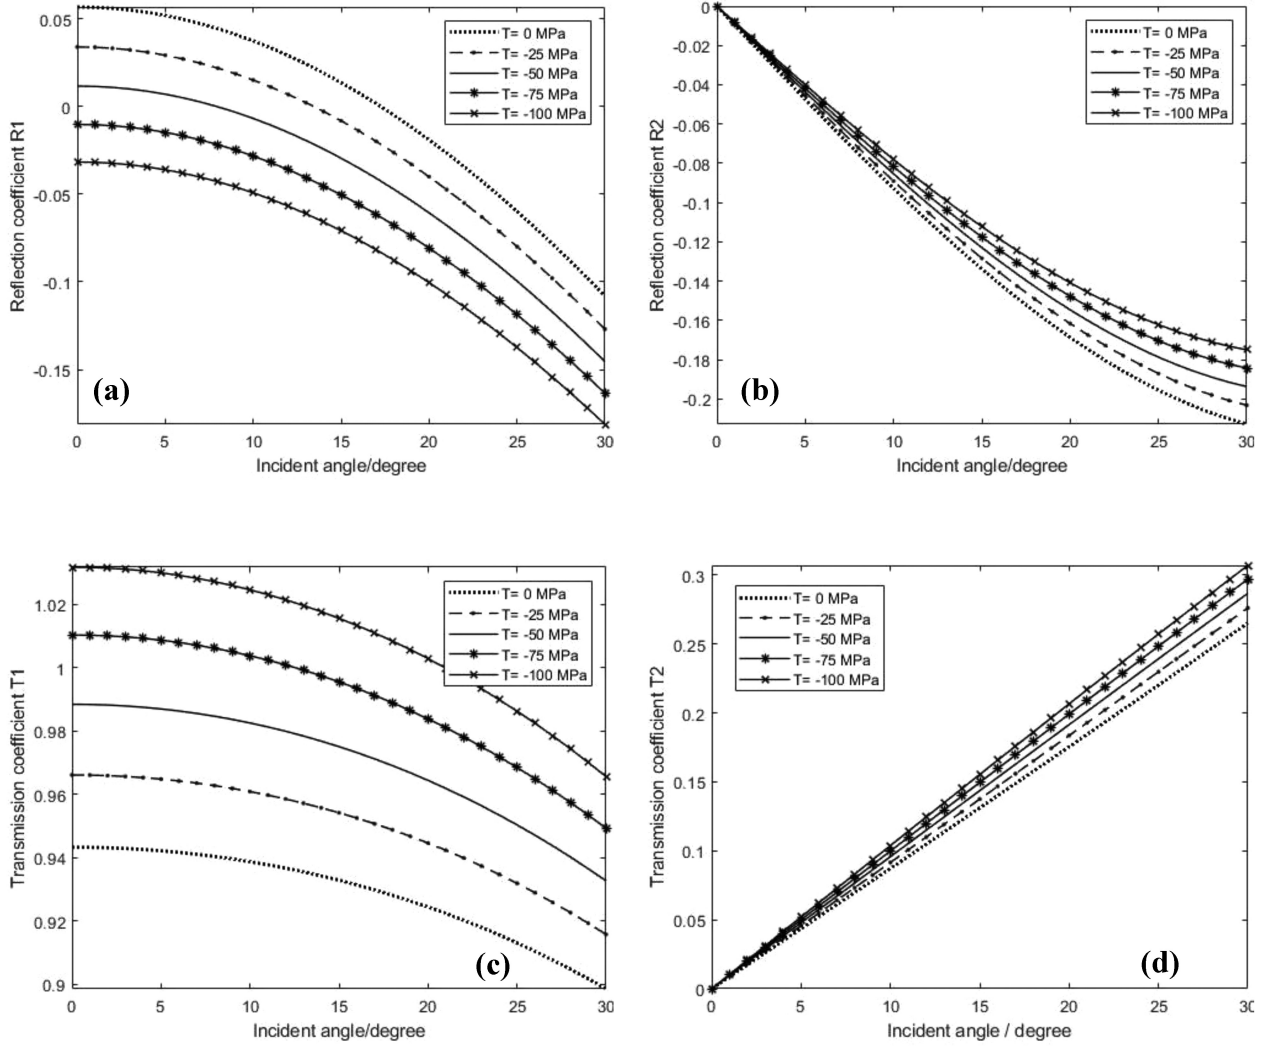 0.05
0
-0.05
-0.1
-0.15
Reflection coefficient R1
T= 0 MPa
T= -25 MPa
T= -50 MPa
T= -75 MPa
T= -100 MPa
(a)
0 5 10 15 20 25 30
Incident angle/degree
0
-0.02
-0.04
-0.06
-0.08
-0.1
-0.12
-0.14
-0.16
-0.18
-0.2
Reflection coefficient R2
T= 0 MPa
T= -25 MPa
T= -50 MPa
T= -75 MPa
T= -100 MPa
(b)
0 5 10 15 20 25 30
Incident angle/degree
1.02
1
0.98
0.96
0.94
0.92
0.9
Transmission coefficient T1
T= 0 MPa
T= -25 MPa
T= -50 MPa
T= -75 MPa
T= -100 MPa
(c)
0 5 10 15 20 25 30
Incident angle/degree
0.3
0.25
0.2
0.15
0.1
0.05
0
Transmission coefficient T2
T= 0 MPa
T= -25 MPa
T= -50 MPa
T= -75 MPa
T= -100 MPa
(d)
0 5 10 15 20 25 30
Incident angle / degree